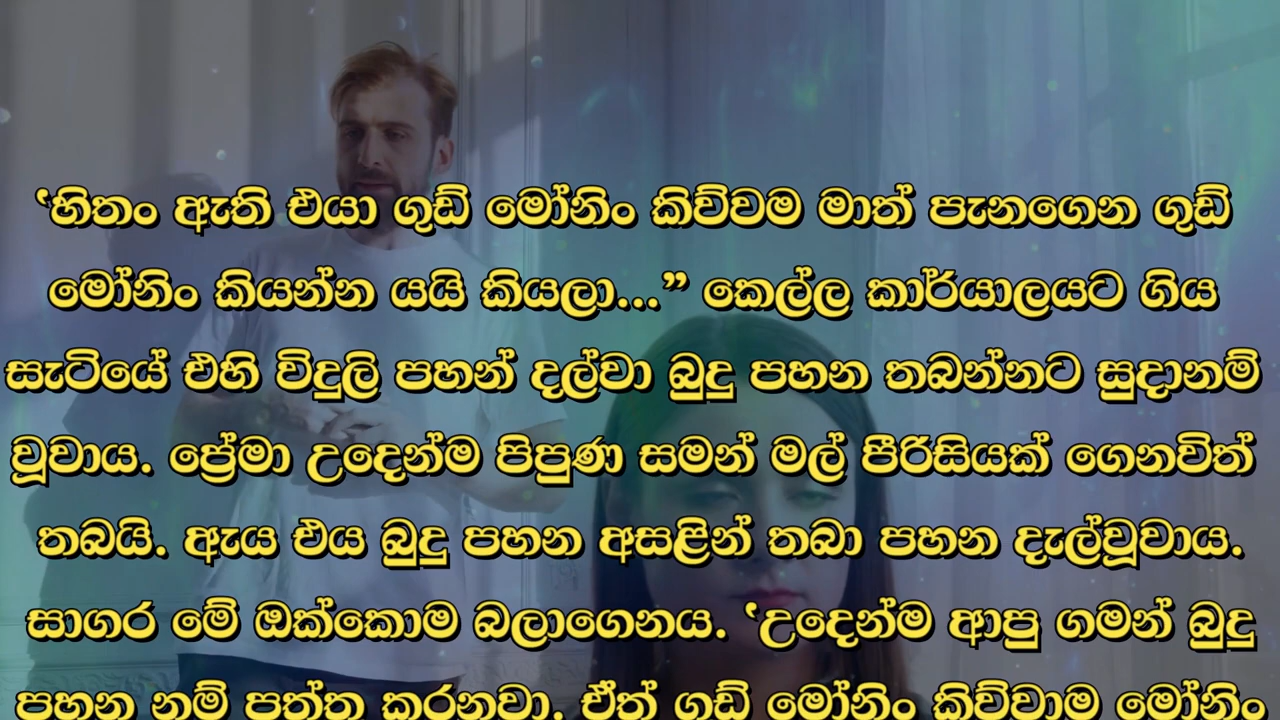 ‛හිතං ඇති එයා ගුඩ් මෝනිං කිව්වම මාත් පැනගෙන ගුඩ්
මෝනිං කියන්න යයි කියලා...” කෙල්ල කාර්යාලයට ගිය
සැටියේ එහි විදුලි පහන් දල්වා බුදු පහන තබන්නට සුදානම්
වූවාය. ප්‍රේමා උදෙන්ම පිපුණ සමන් මල් පීරිසියක් ගෙනවිත්
තබයි. ඇය එය බුදු පහන අසළින් තබා පහන දැල්වූවාය.
සාගර මේ ඔක්කොම බලාගෙනය. ‛උදෙන්ම ආපු ගමන් බුදු
පහන නම් පත්තු කරනවා. ඒත් ගුඩ් මෝනිං කිව්වාම මෝනිං